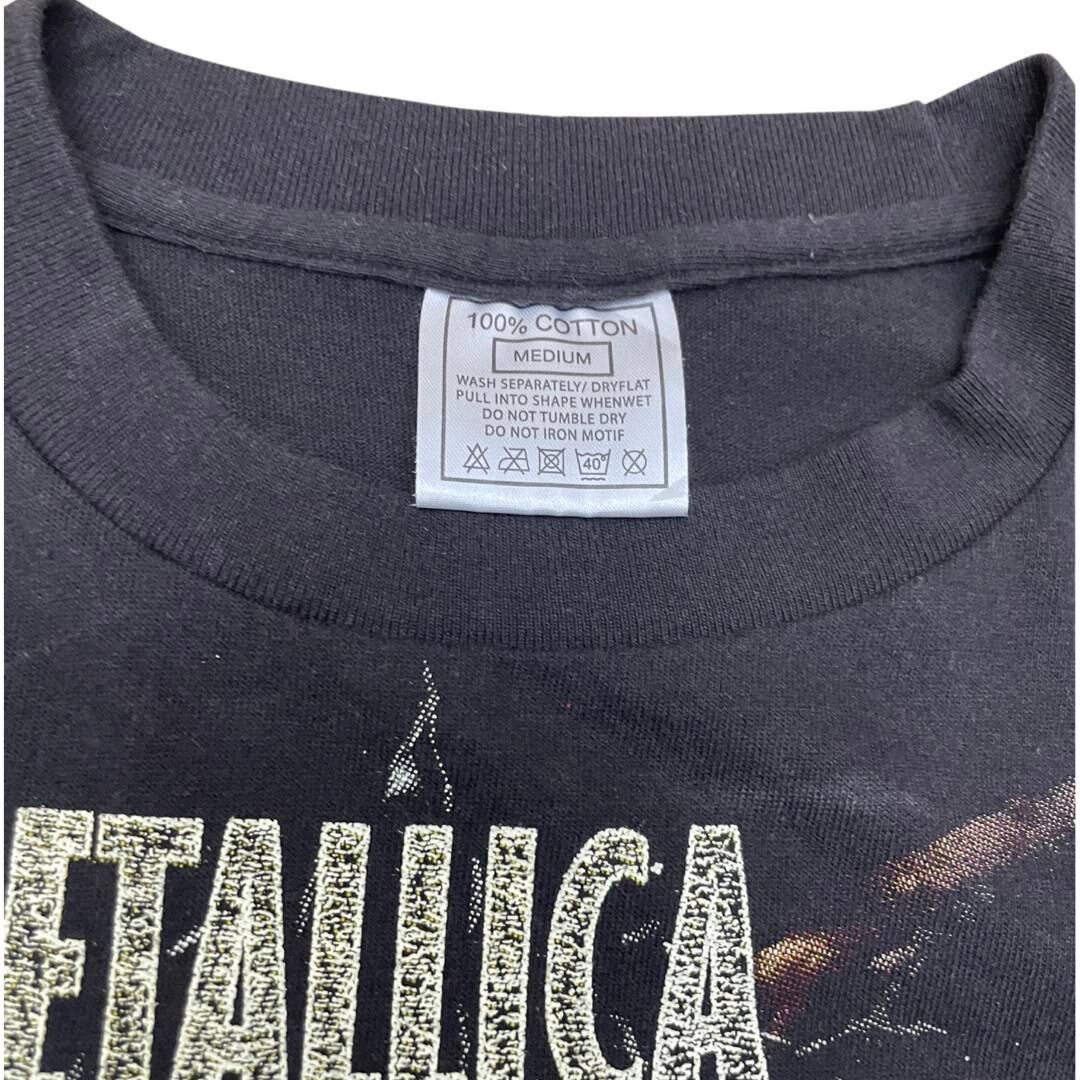 100% COTTON
MEDIUM
WASH SEPARATELY/ DRYFLAT
PULL INTO SHAPE WHENWET
DO NOT TUMBLE DRY
DO NOT IRON MOTIF
40°
ETALLICA